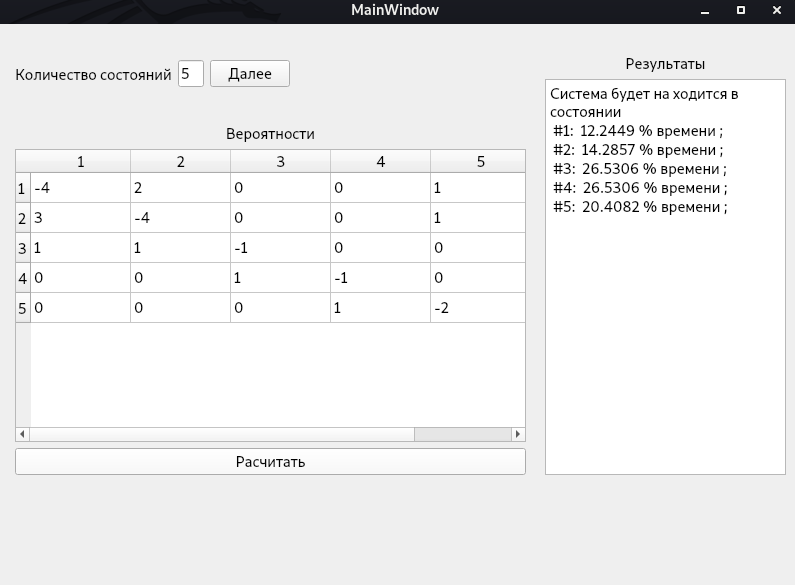 MainWindow
Количество состояний 5 Далее
Вероятности
1 2 3 4 5
1 -4 2 0 0 1
2 3 -4 0 0 1
3 1 1 -1 0 0
4 0 0 1 -1 0
5 0 0 0 1 -2
Расчитать
Результаты
Система будет на ходится в
состоянии
#1: 12.2449 % времени ;
#2: 14.2857 % времени ;
#3: 26.5306 % времени ;
#4: 26.5306 % времени ;
#5: 20.4082 % времени ;